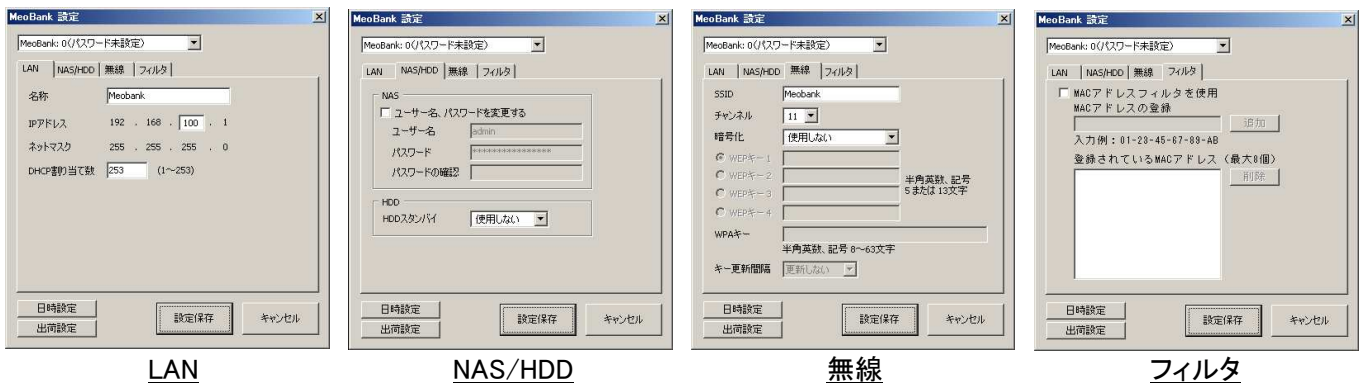 MeoBank 設定
MeoBank: 0(パスワード未設定)
LAN NAS/HDD 無線 フィルタ
名称 Meobank
IPアドレス 192 . 168 . 100 . 1
ネットマスク 255 . 255 . 255 . 0
DHCP割り当て数 253 (1~253)
日時設定
出荷設定
設定保存 キャンセル
LAN
MeoBank 設定
MeoBank: 0(パスワード未設定)
LAN NAS/HDD 無線 フィルタ
NAS
ユーザー名、パスワードを変更する
ユーザー名 admin
パスワード
パスワードの確認
HDD
HDDスタンバイ 使用しない
日時設定
出荷設定
設定保存 キャンセル
NAS/HDD
MeoBank 設定
MeoBank: 0(パスワード未設定)
LAN NAS/HDD 無線 フィルタ
SSID Meobank
チャンネル 11
暗号化 使用しない
WEPキー 1
WEPキー 2
WEPキー 3
WEPキー 4
半角英数、記号
5または13文字
WPAキー
半角英数、記号 8~63文字
キー更新間隔 更新しない
日時設定
出荷設定
設定保存 キャンセル
無線
MeoBank 設定
MeoBank: 0(パスワード未設定)
LAN NAS/HDD 無線 フィルタ
MACアドレスフィルタを使用
MACアドレスの登録
追加
入力例:01-23-45-67-89-AB
登録されているMACアドレス(最大8個)
削除
日時設定
出荷設定
設定保存 キャンセル
フィルタ